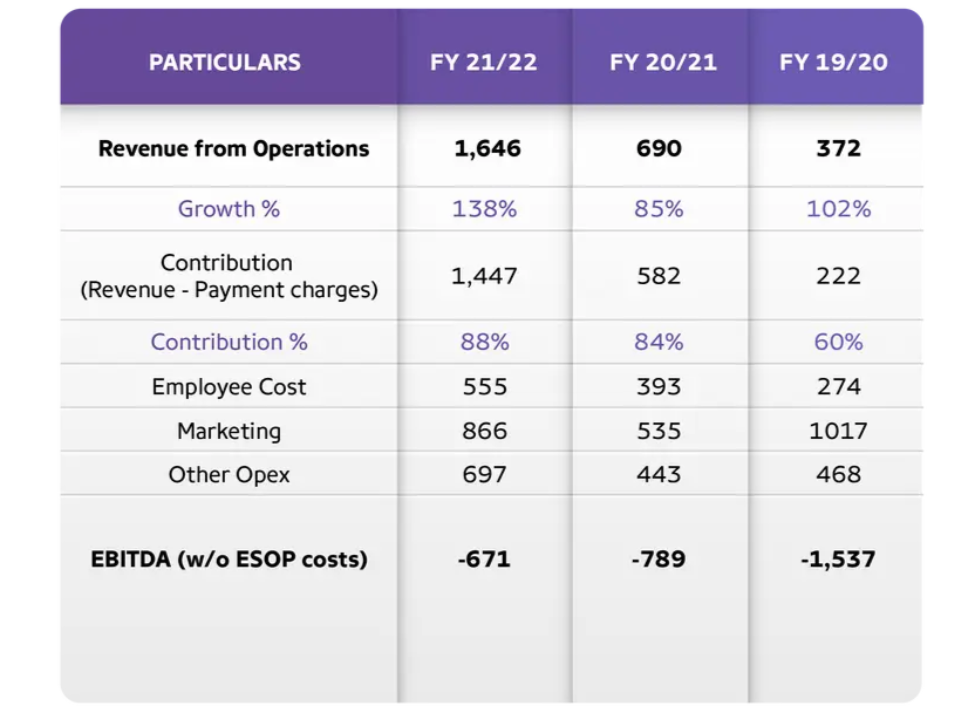 PARTICULARS FY 21/22 FY 20/21 FY 19/20
Revenue from Operations 1,646 690 372
Growth % 138% 85% 102%
Contribution
(Revenue - Payment charges) 1,447 582 222
Contribution % 88% 84% 60%
Employee Cost 555 393 274
Marketing 866 535 1017
Other Opex 697 443 468
EBITDA (w/o ESOP costs) -671 -789 -1,537